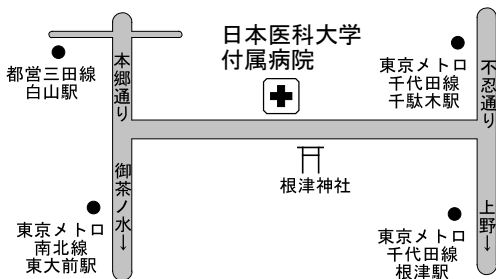 日本医科大学
付属病院
都営三田線
白山駅
本郷通り
東京メトロ
千代田線
千駄木駅
不忍通り
根津神社
御茶ノ水↓
東京メトロ
南北線
東大前駅
東京メトロ
千代田線
根津駅
上野↓